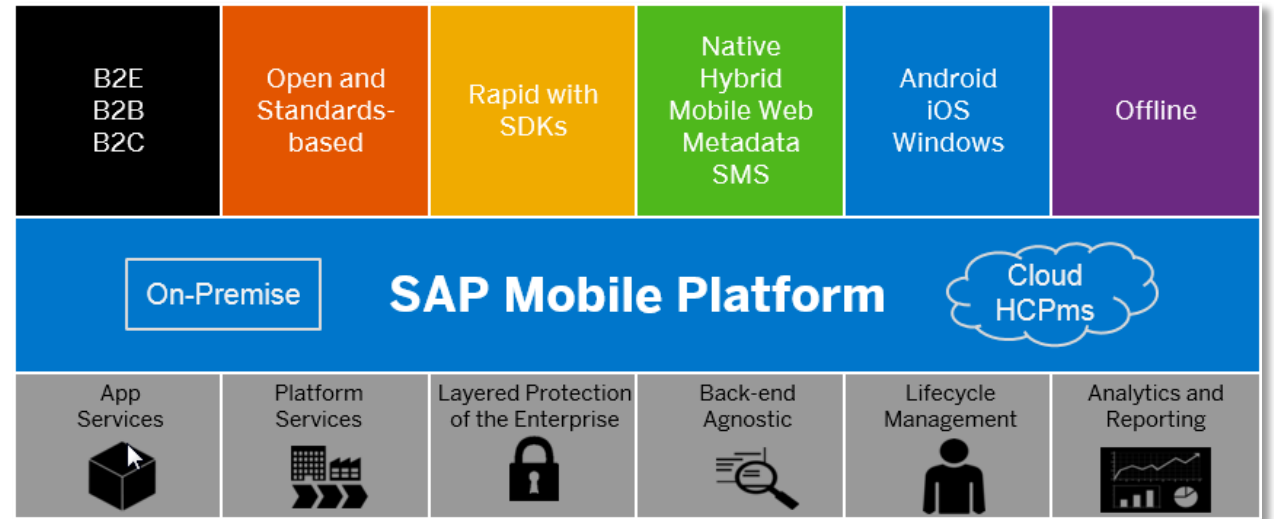 B2E
B2B
B2C
Open and
Standards-
based
Rapid with
SDKs
Native
Hybrid
Mobile Web
Metadata
SMS
Android
iOS
Windows
Offline
On-Premise
SAP Mobile Platform
Cloud
HCPms
App
Services
Platform
Services
Layered Protection
of the Enterprise
Back-end
Agnostic
Lifecycle
Management
Analytics and
Reporting